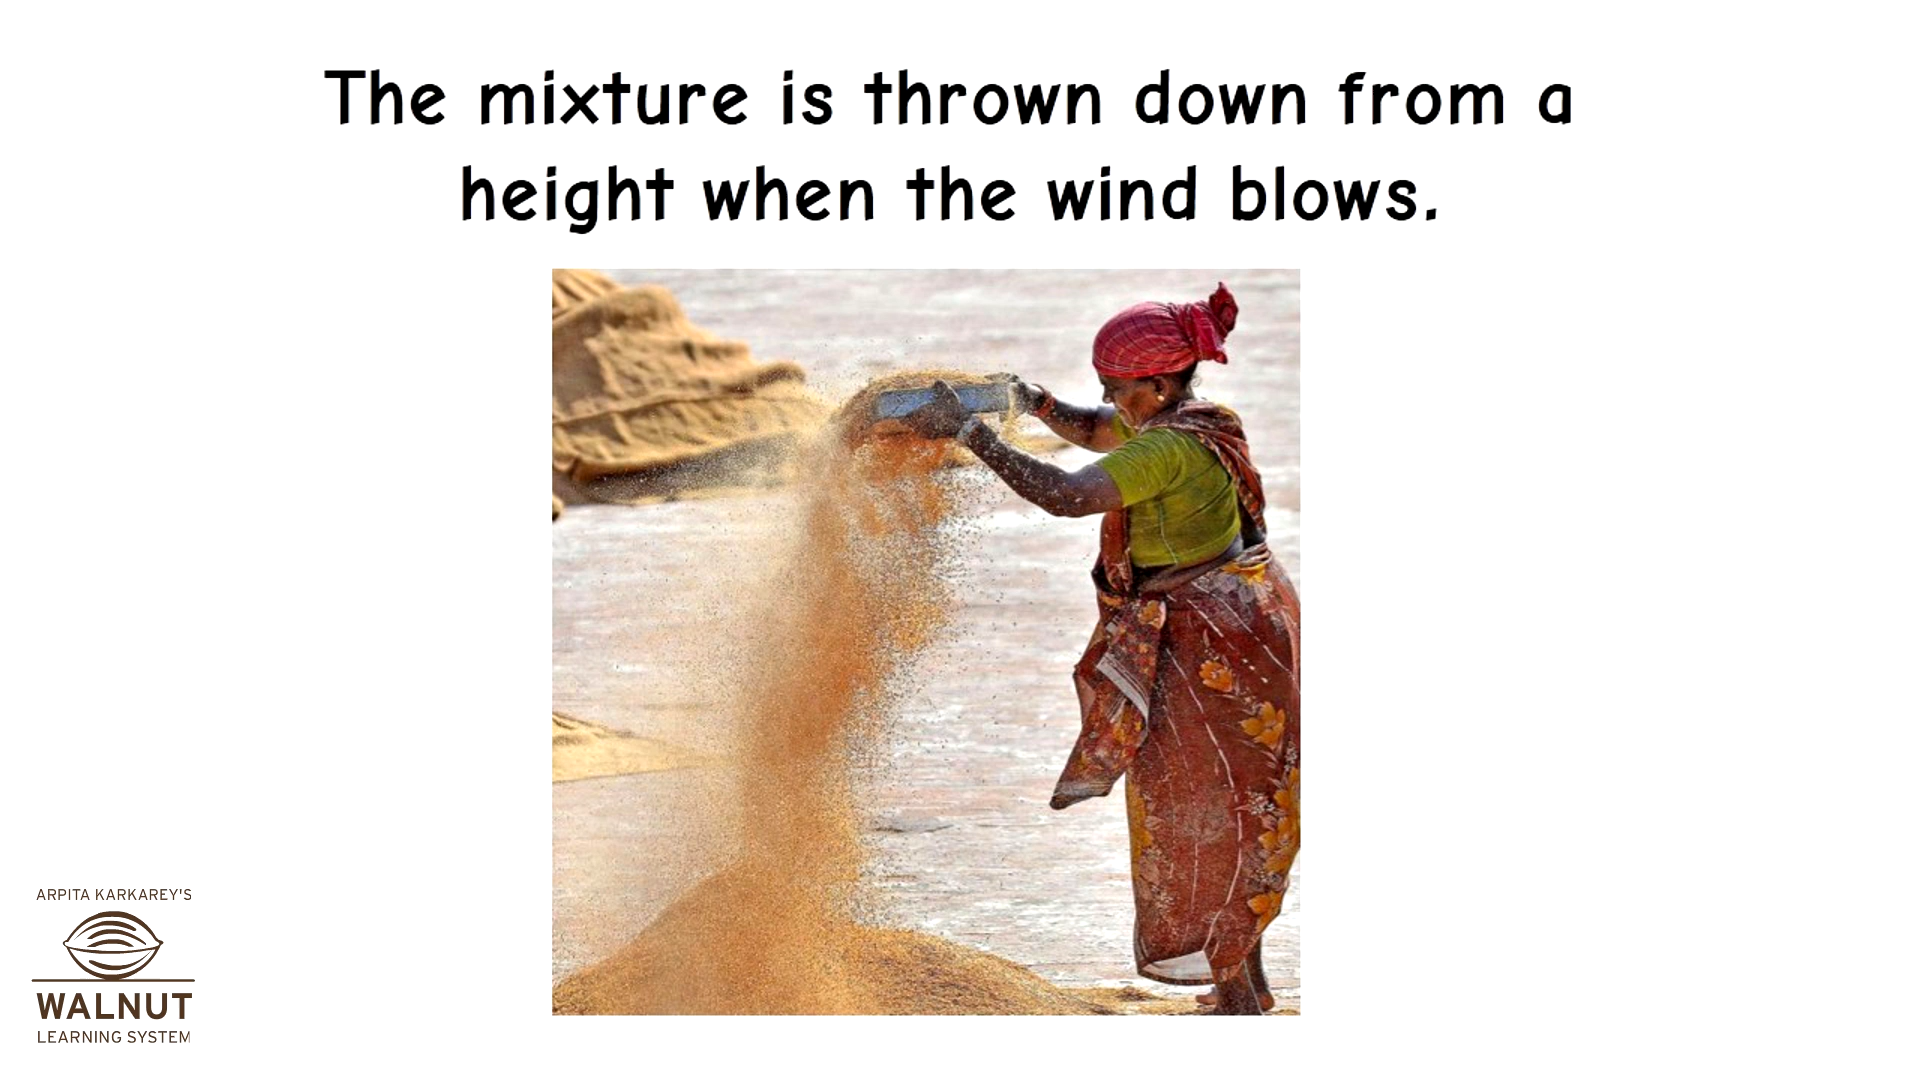 The mixture is thrown down from a
height when the wind blows.
ARPITA KARKAREY'S
WALNUT
LEARNING SYSTEM